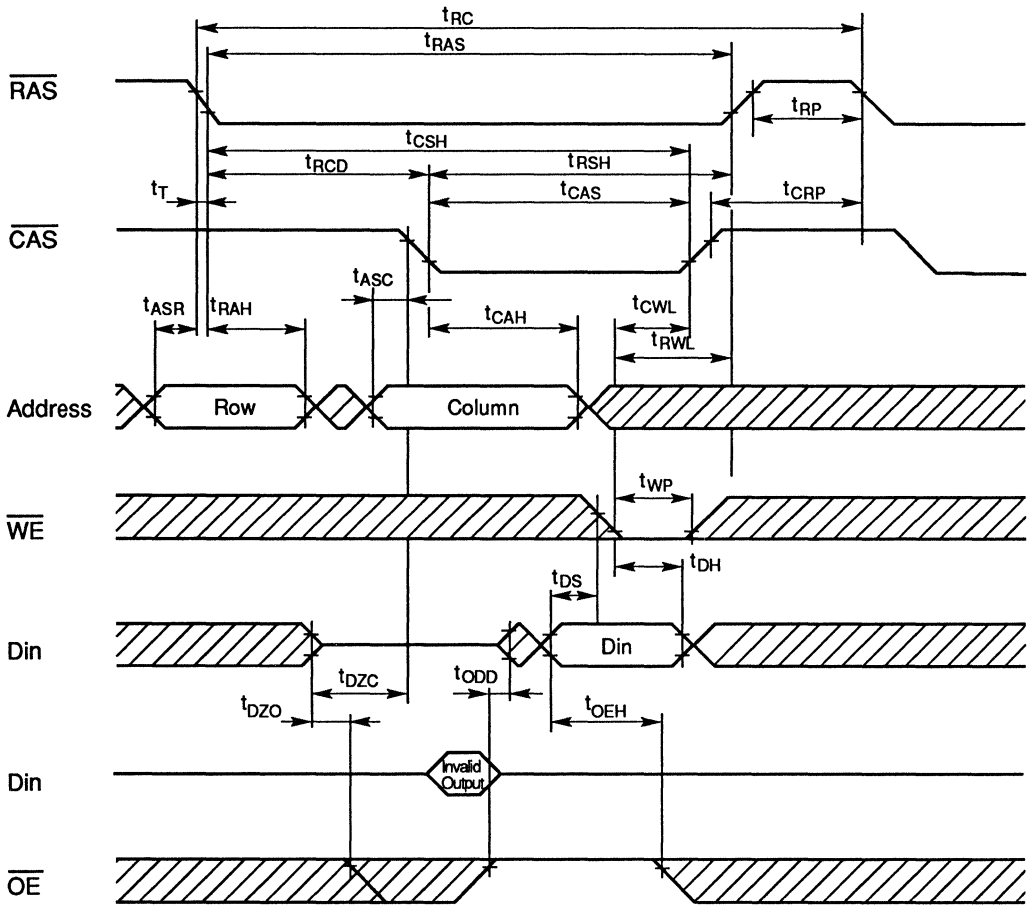 tRC
tRAS
RAS
tRP
tCSH
tRCD
tRSH
tT
tCAS
tCRP
CAS
tASC
tASR
tRAH
tCWL
tCAH
tRWL
Address
Row
Column
tWP
WE
tDS
tDH
Din
Din
tDZC
tODD
tDZO
tOEH
Din
Invalid
Output
OE